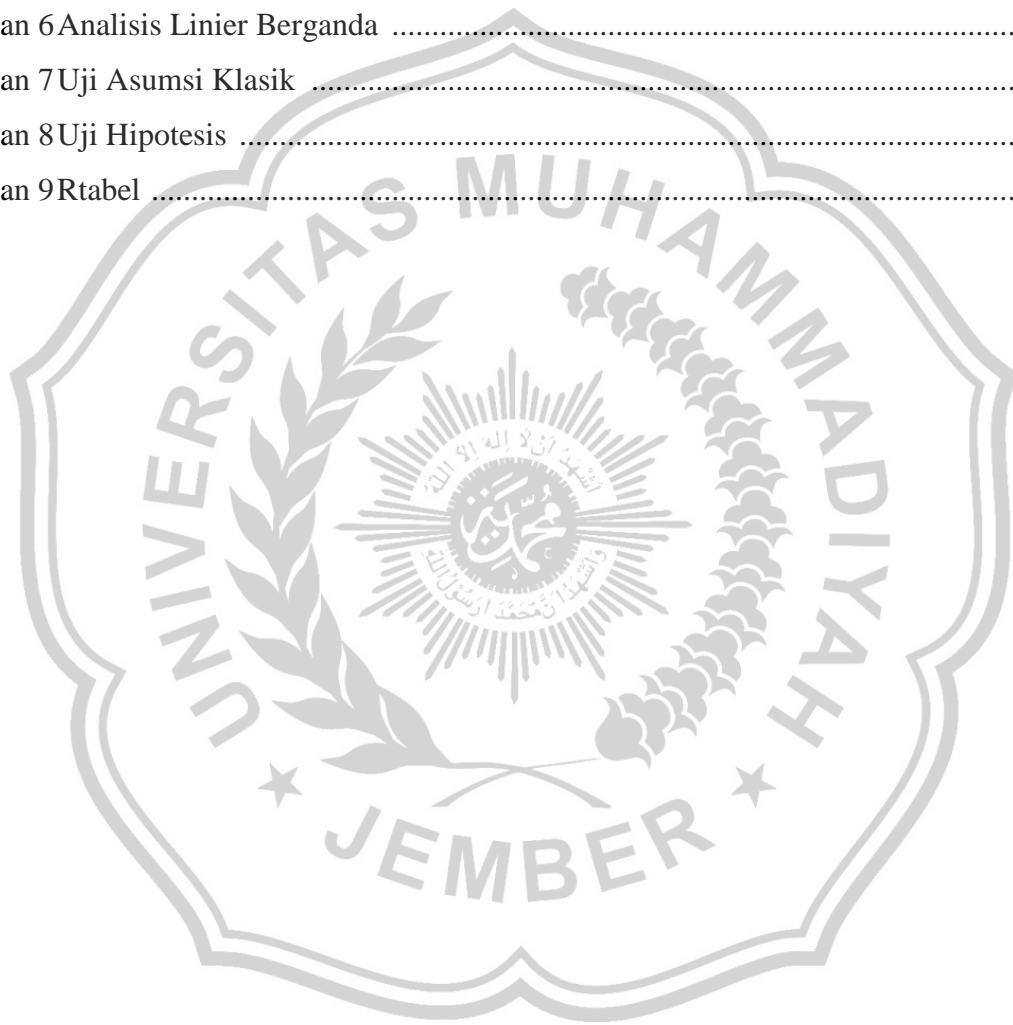 an 6 Analisis Linier Berganda ..........................................................................
an 7 Uji Asumsi Klasik ..........................................................................
an 8 Uji Hipotesis ..........................................................................
an 9 Rtabel ..........................................................................
UNIVERSITAS MUHAMMADIYAH
JEMBER